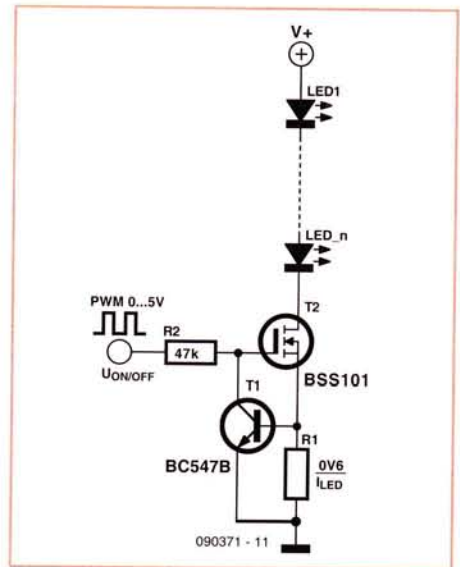 V+
LED1
LED_n
T2
PWM 0...5V
R2
47k
UON/OFF
T1
BSS101
BC547B
R1
0V6
ILED
090371 - 11